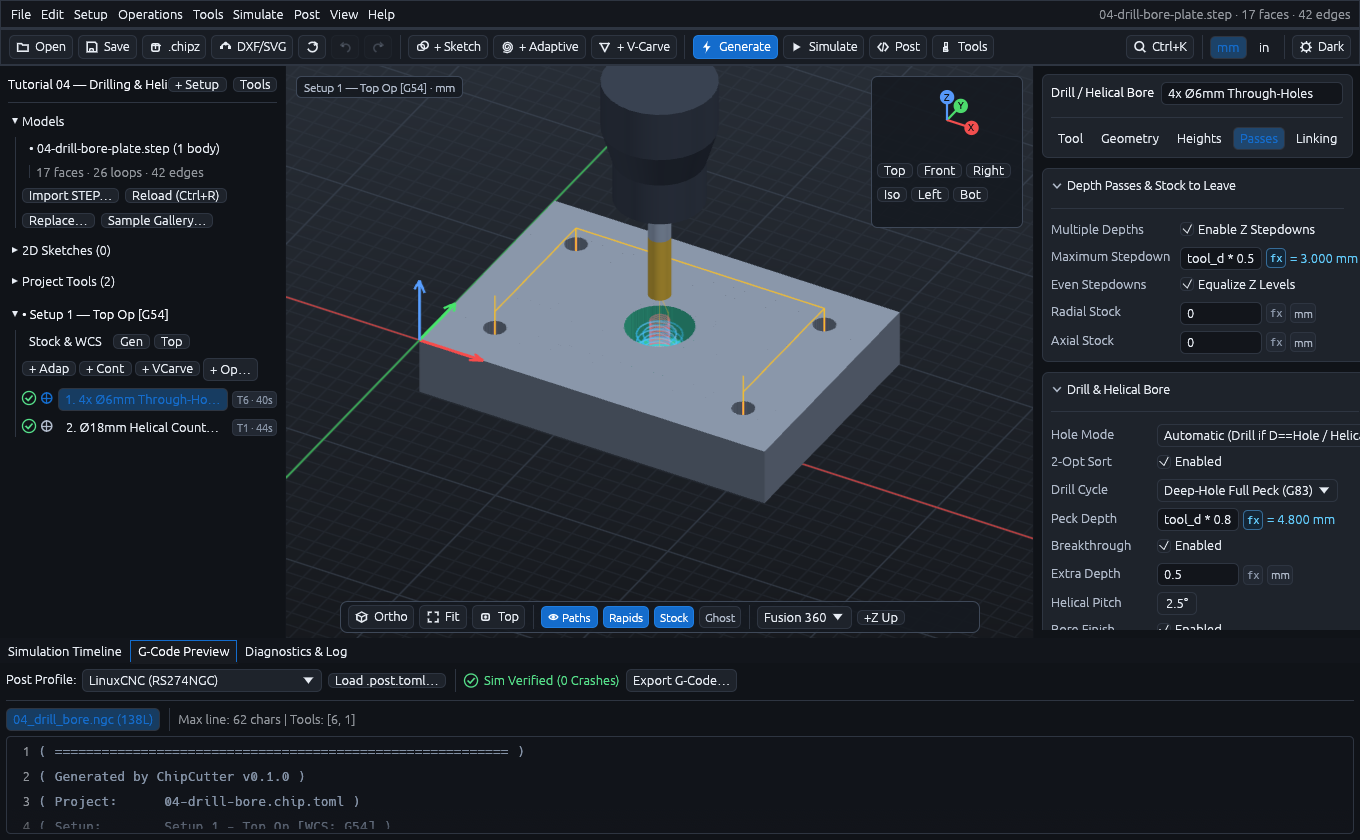 File Edit Setup Operations Tools Simulate Post View Help
04-drill-bore-plate.step · 17 faces · 42 edges
Open Save .chipz DXF/SVG + Sketch + Adaptive + V-Carve Generate Simulate Post Tools Ctrl+K mm in Dark
Tutorial 04 — Drilling & Heli + Setup Tools
Models
• 04-drill-bore-plate.step (1 body)
17 faces · 26 loops · 42 edges
Import STEP... Reload (Ctrl+R)
Replace... Sample Gallery...
2D Sketches (0)
Project Tools (2)
• Setup 1 — Top Op [G54]
Stock & WCS Gen Top
+ Adap + Cont + VCarve + Op...
1. 4x Ø6mm Through-Ho... T6 · 40s
2. Ø18mm Helical Count... T1 · 44s
Setup 1 — Top Op [G54] · mm
Z
Y
X
Top Front Right
Iso Left Bot
Ortho Fit Top Paths Rapids Stock Ghost Fusion 360 +Z Up
Drill / Helical Bore 4x Ø6mm Through-Holes
Tool Geometry Heights Passes Linking
Depth Passes & Stock to Leave
Multiple Depths Enable Z Stepdowns
Maximum Stepdown tool_d * 0.5 fx = 3.000 mm
Even Stepdowns Equalize Z Levels
Radial Stock 0 fx mm
Axial Stock 0 fx mm
Drill & Helical Bore
Hole Mode Automatic (Drill if D==Hole / Helica
2-Opt Sort Enabled
Drill Cycle Deep-Hole Full Peck (G83)
Peck Depth tool_d * 0.8 fx = 4.800 mm
Breakthrough Enabled
Extra Depth 0.5 fx mm
Helical Pitch 2.5°
Bore Finish Enabled
Simulation Timeline G-Code Preview Diagnostics & Log
Post Profile: LinuxCNC (RS274NGC) Load .post.toml... Sim Verified (0 Crashes) Export G-Code...
04_drill_bore.ngc (138L) Max line: 62 chars | Tools: [6, 1]
1 ( ========================================================== )
2 ( Generated by ChipCutter v0.1.0 )
3 ( Project: 04-drill-bore.chip.toml )
4 ( Setup: Setup 1 - Top Op [WCS: G54] )